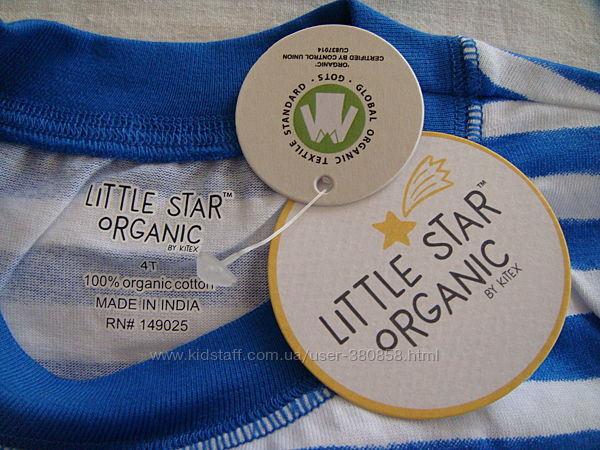 "ORGANIC"
CERTIFIED BY CONTROL UNION
CU837014
GLOBAL ORGANIC TEXTILE STANDARD · GOTS ·
LITTLE STAR™
ORGANIC
BY KITEX
4T
100% organic cotton
MADE IN INDIA
RN# 149025
LITTLE STAR™
ORGANIC
BY KITEX
www.kidstaff.com.ua/user-380858.html